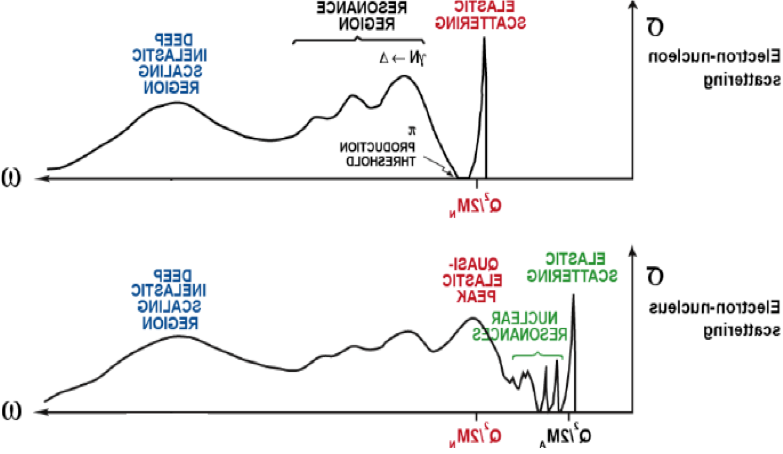 σ
Electron-nucleon
scattering
ELASTIC
SCATTERING
RESONANCE
REGION
γN → Δ
DEEP
INELASTIC
SCALING
REGION
π
PRODUCTION
THRESHOLD
ω
Q²/2M_N
σ
Electron-nucleus
scattering
ELASTIC
SCATTERING
QUASI-
ELASTIC
PEAK
NUCLEAR
RESONANCES
DEEP
INELASTIC
SCALING
REGION
ω
Q²/2M_A
Q²/2M_N